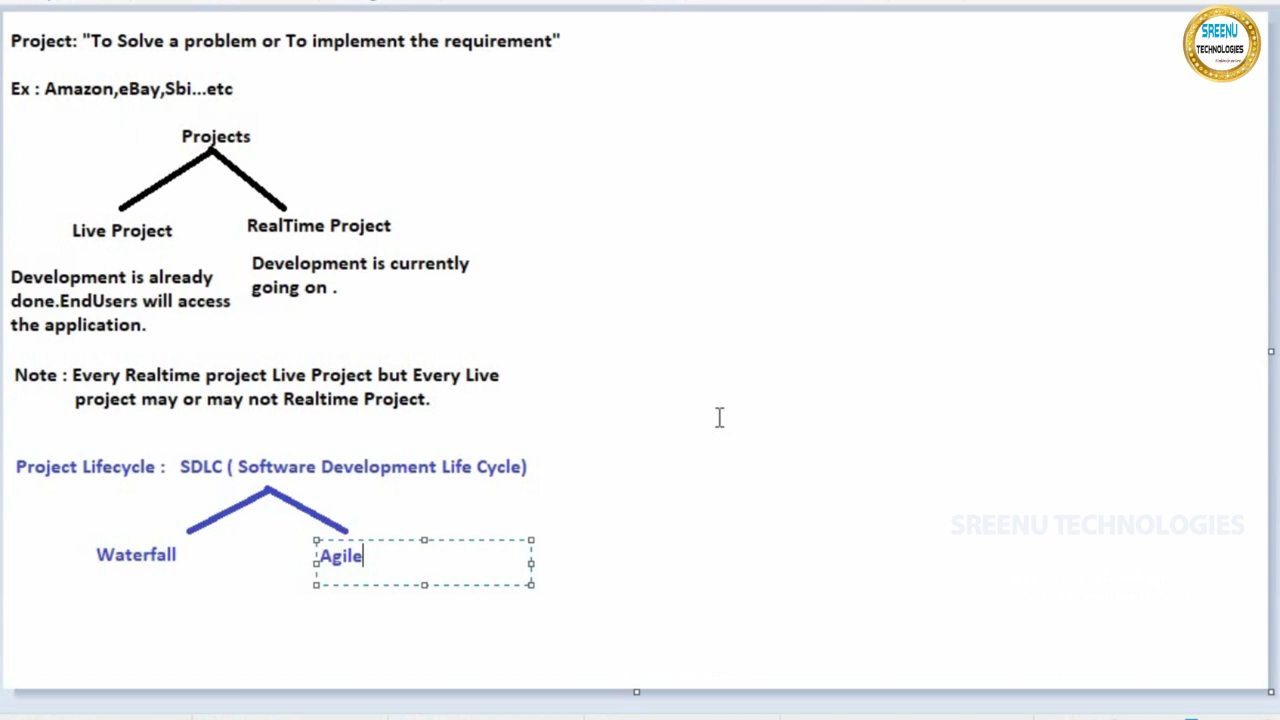 Project: "To Solve a problem or To implement the requirement"
SREENU
TECHNOLOGIES
Ex : Amazon,eBay,Sbi...etc
Projects
Live Project
RealTime Project
Development is already
done.EndUsers will access
the application.
Development is currently
going on .
Note : Every Realtime project Live Project but Every Live
project may or may not Realtime Project.
Project Lifecycle : SDLC ( Software Development Life Cycle)
Waterfall
Agile
SREENU TECHNOLOGIES